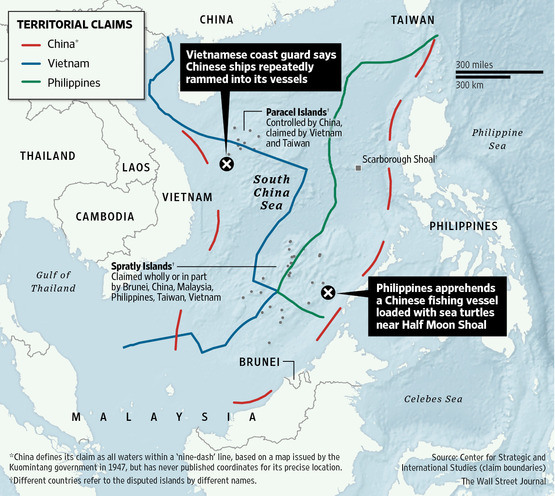 TERRITORIAL CLAIMS
China*
Vietnam
Philippines
CHINA
TAIWAN
Vietnamese coast guard says
Chinese ships repeatedly
rammed into its vessels
300 miles
300 km
Paracel Islands†
Controlled by China,
claimed by Vietnam
and Taiwan
Philippine
Sea
THAILAND
LAOS
Scarborough Shoal†
South
China
Sea
VIETNAM
CAMBODIA
PHILIPPINES
Gulf of
Thailand
Spratly Islands†
Claimed wholly or in part
by Brunei, China, Malaysia,
Philippines, Taiwan, Vietnam
Philippines apprehends
a Chinese fishing vessel
loaded with sea turtles
near Half Moon Shoal
BRUNEI
Celebes Sea
MALAYSIA
*China defines its claim as all waters within a 'nine-dash' line, based on a map issued by the
Kuomintang government in 1947, but has never published coordinates for its precise location.
†Different countries refer to the disputed islands by different names.
Source: Center for Strategic and
International Studies (claim boundaries)
The Wall Street Journal